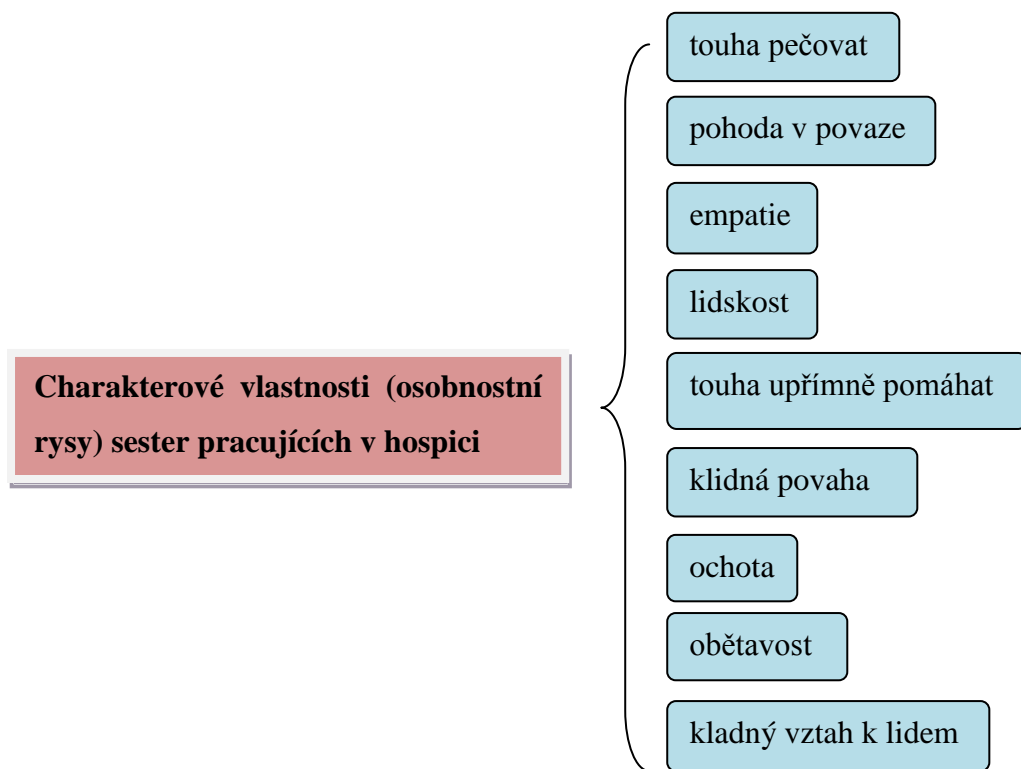 touha pečovat
pohoda v povaze
empatie
lidskost
touha upřímně pomáhat
Charakterové vlastnosti (osobnostní
rysy) sester pracujících v hospici
klidná povaha
ochota
obětavost
kladný vztah k lidem